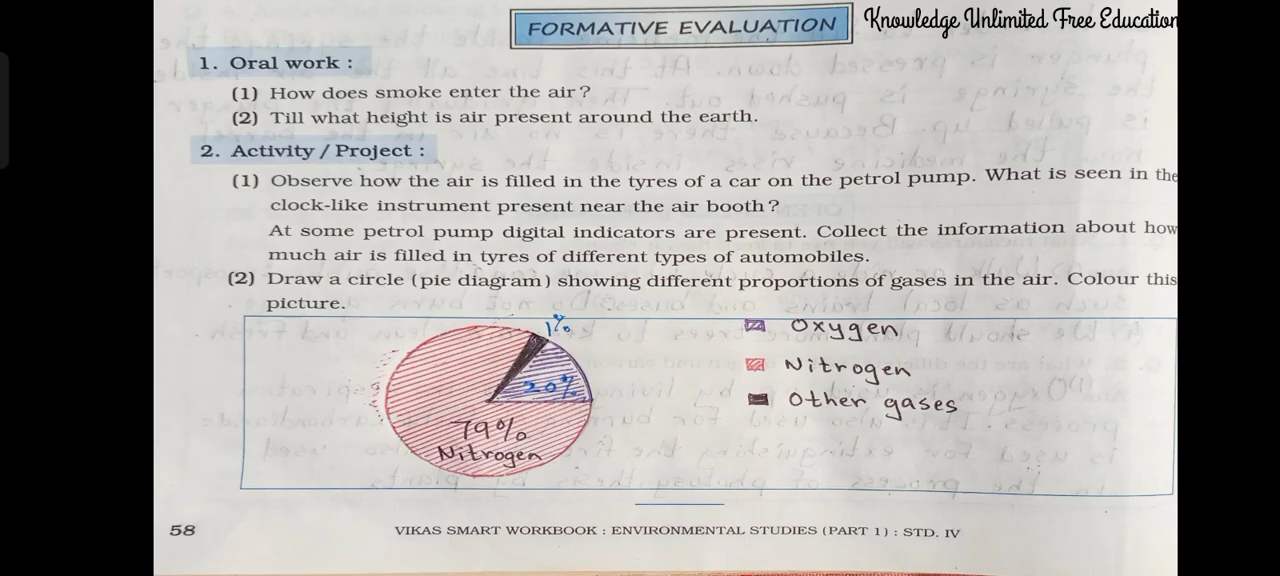 FORMATIVE EVALUATION
Knowledge Unlimited Free Education
1. Oral work :
(1) How does smoke enter the air?
(2) Till what height is air present around the earth.
2. Activity / Project :
(1) Observe how the air is filled in the tyres of a car on the petrol pump. What is seen in the
clock-like instrument present near the air booth?
At some petrol pump digital indicators are present. Collect the information about how
much air is filled in tyres of different types of automobiles.
(2) Draw a circle (pie diagram) showing different proportions of gases in the air. Colour this
picture.
1%
20%
79%
Nitrogen
Oxygen
Nitrogen
Other gases
58
VIKAS SMART WORKBOOK : ENVIRONMENTAL STUDIES (PART 1) : STD. IV